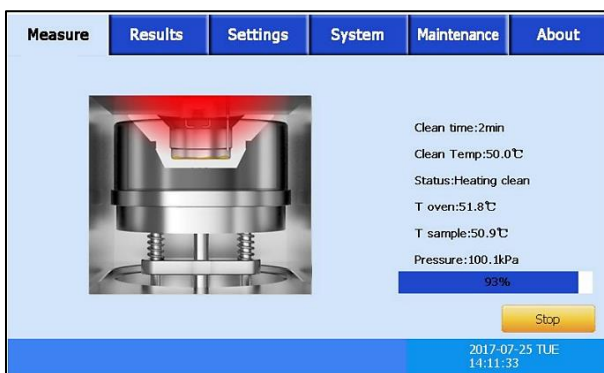 Measure Results Settings System Maintenance About
Clean time:2min
Clean Temp:50.0℃
Status:Heating clean
T oven:51.8℃
T sample:50.9℃
Pressure:100.1kPa
93%
Stop
2017-07-25 TUE
14:11:33